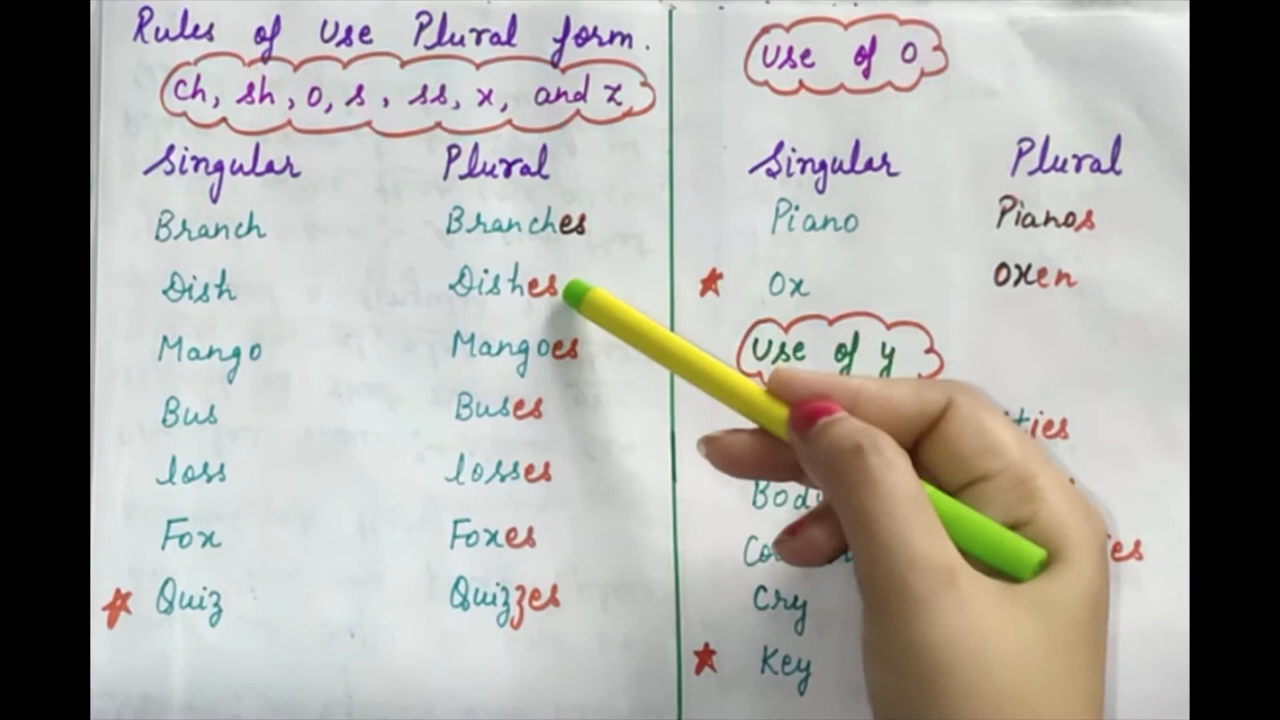 Rules of Use Plural form.
Ch, sh, o, s, ss, x, and z
Singular Plural
Branch Branches
Dish Dishes
Mango Mangoes
Bus Buses
loss losses
Fox Foxes
Quiz Quizzes
Use of O
Singular Plural
Piano Pianos
Ox Oxen
Use of y
Cry
Key